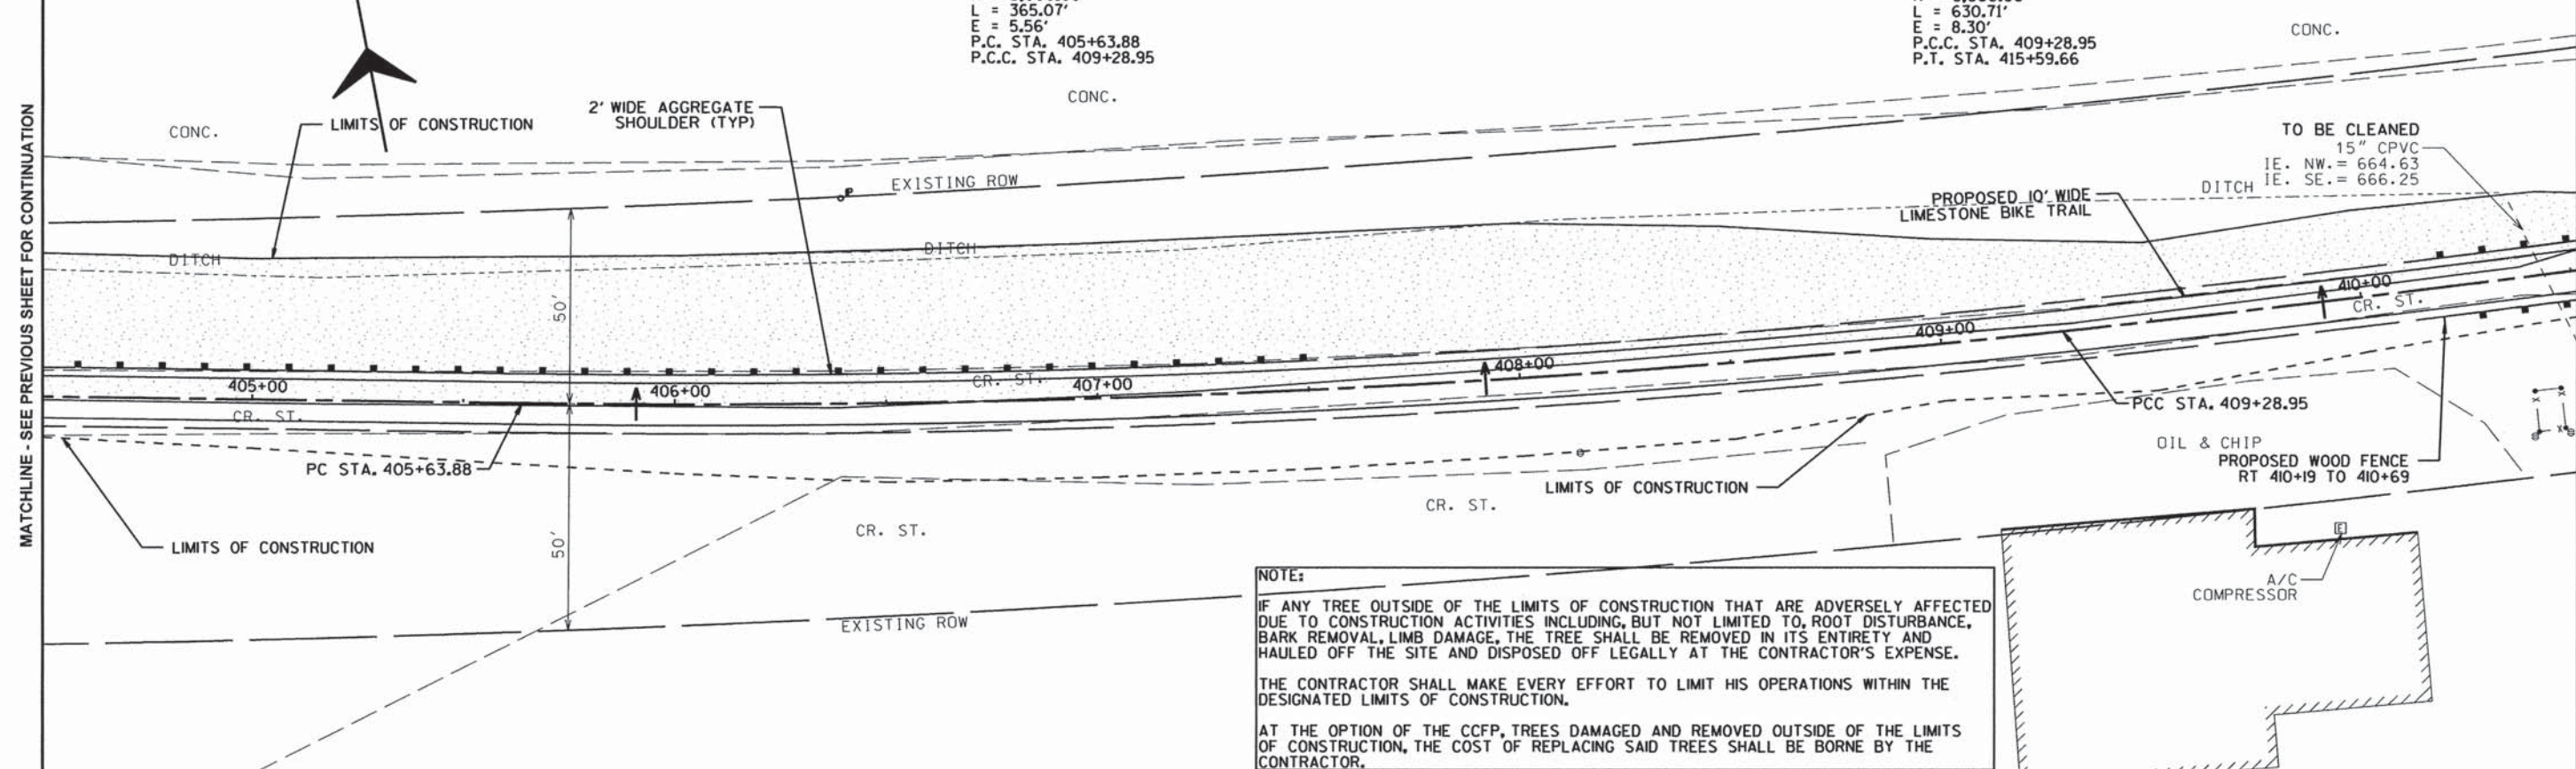 L = 365.07'
E = 5.56'
P.C. STA. 405+63.88
P.C.C. STA. 409+28.95
L = 630.71'
E = 8.30'
P.C.C. STA. 409+28.95
P.T. STA. 415+59.66
CONC.
CONC.
CONC.
MATCHLINE - SEE PREVIOUS SHEET FOR CONTINUATION
LIMITS OF CONSTRUCTION
2' WIDE AGGREGATE
SHOULDER (TYP)
TO BE CLEANED
15" CPVC
IE. NW.= 664.63
IE. SE.= 666.25
EXISTING ROW
P
PROPOSED 10' WIDE
LIMESTONE BIKE TRAIL
DITCH
DITCH
DITCH
50'
405+00
406+00
407+00
408+00
409+00
410+00
CR. ST.
CR. ST.
CR. ST.
PC STA. 405+63.88
PCC STA. 409+28.95
OIL & CHIP
PROPOSED WOOD FENCE
RT 410+19 TO 410+69
LIMITS OF CONSTRUCTION
CR. ST.
CR. ST.
LIMITS OF CONSTRUCTION
50'
E
A/C
COMPRESSOR
EXISTING ROW
NOTE:
IF ANY TREE OUTSIDE OF THE LIMITS OF CONSTRUCTION THAT ARE ADVERSELY AFFECTED
DUE TO CONSTRUCTION ACTIVITIES INCLUDING, BUT NOT LIMITED TO, ROOT DISTURBANCE,
BARK REMOVAL, LIMB DAMAGE, THE TREE SHALL BE REMOVED IN ITS ENTIRETY AND
HAULED OFF THE SITE AND DISPOSED OFF LEGALLY AT THE CONTRACTOR'S EXPENSE.
THE CONTRACTOR SHALL MAKE EVERY EFFORT TO LIMIT HIS OPERATIONS WITHIN THE
DESIGNATED LIMITS OF CONSTRUCTION.
AT THE OPTION OF THE CCFP, TREES DAMAGED AND REMOVED OUTSIDE OF THE LIMITS
OF CONSTRUCTION, THE COST OF REPLACING SAID TREES SHALL BE BORNE BY THE
CONTRACTOR.